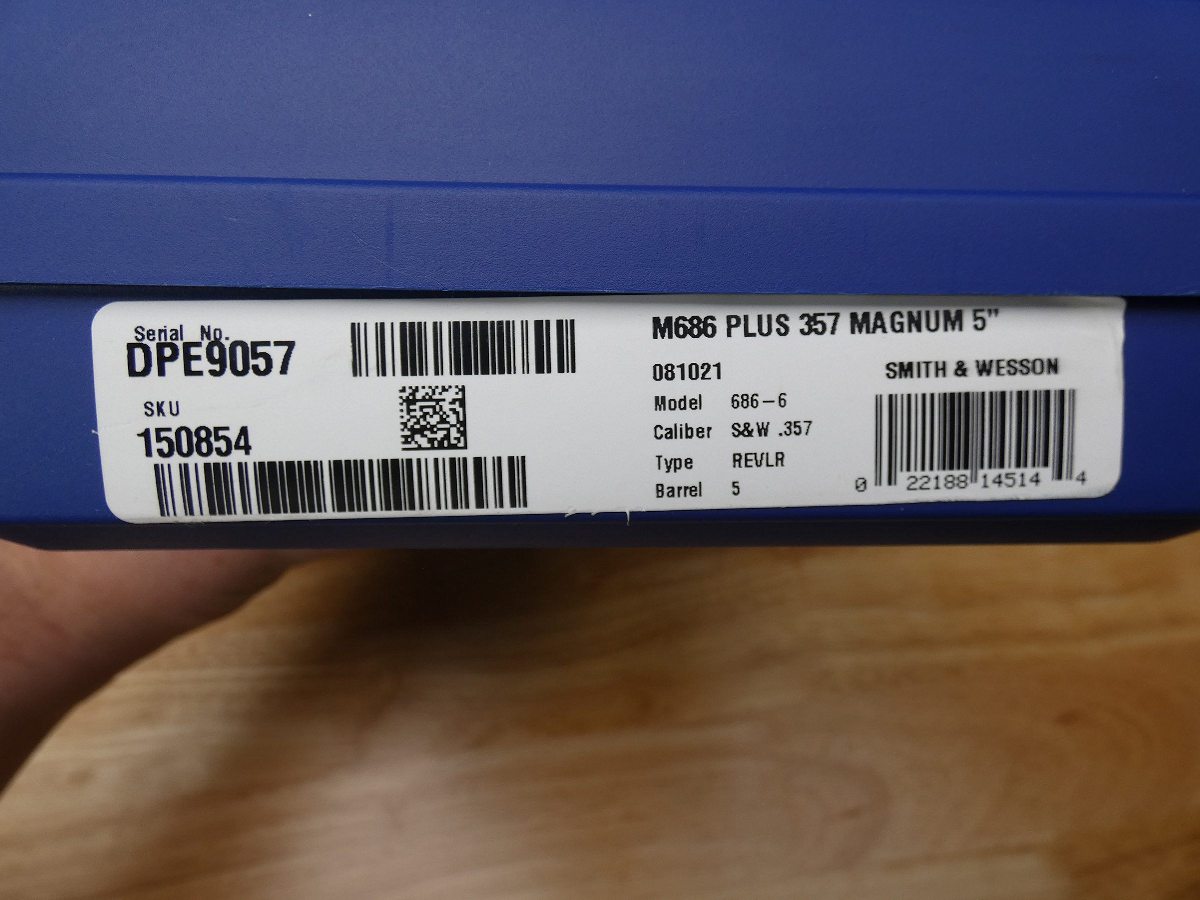 Serial No.
DPE9057
SKU
150854
M686 PLUS 357 MAGNUM 5”
081021
SMITH & WESSON
Model 686-6
Caliber S&W .357
Type REVLR
Barrel 5
0 22188 14514 4